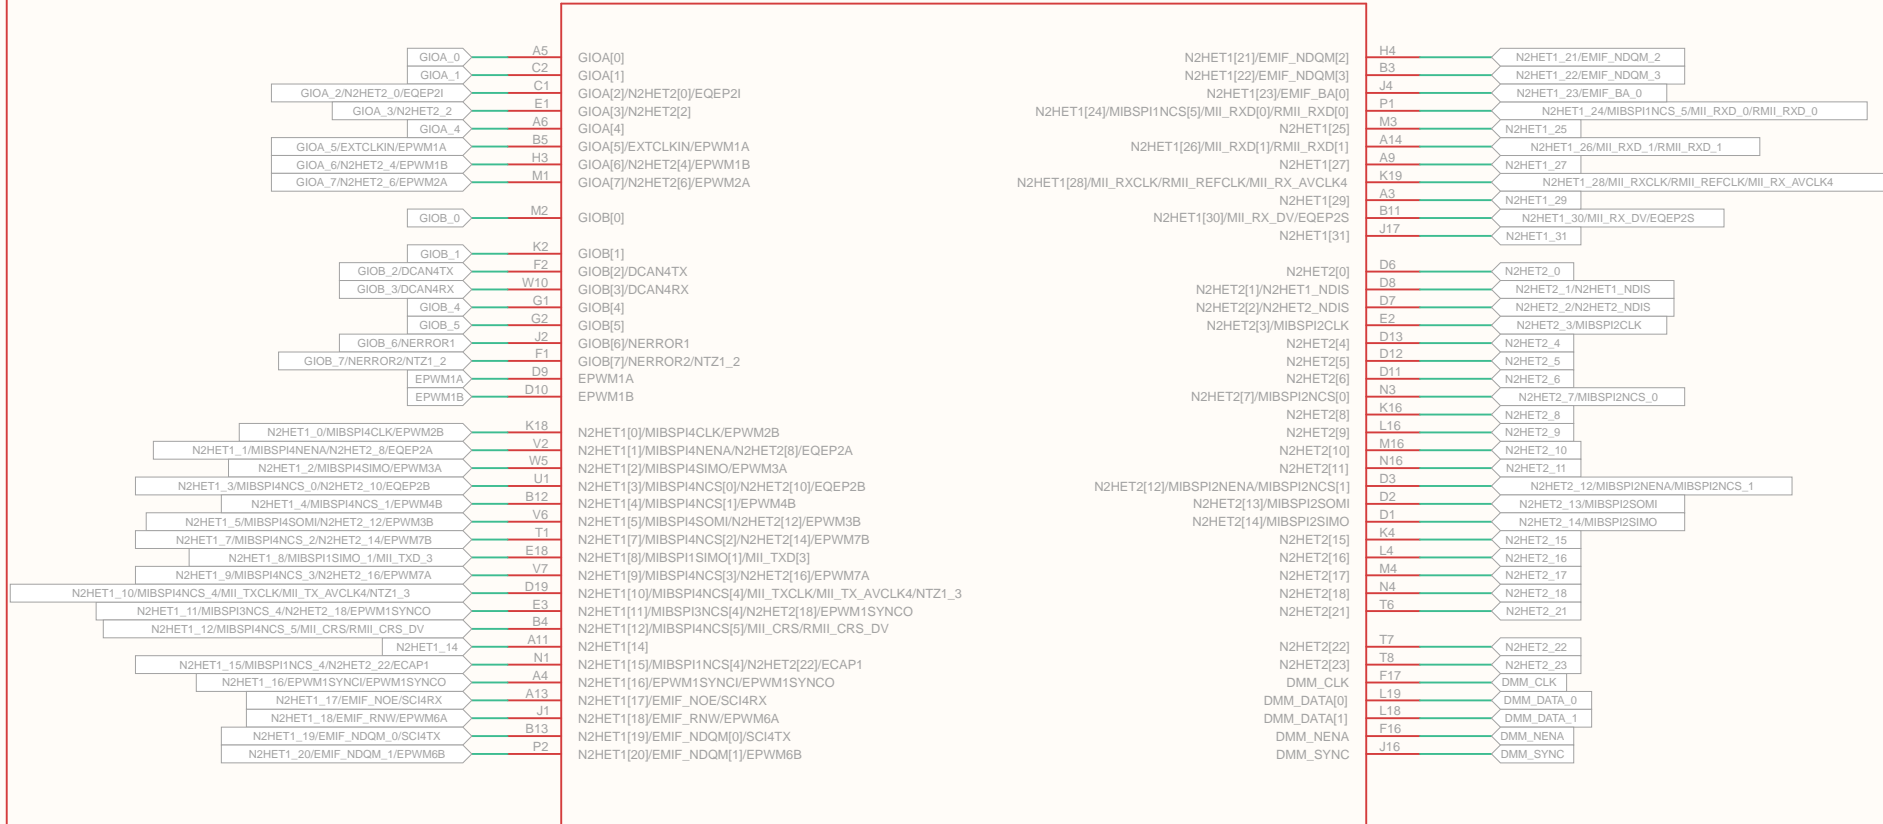 GIOA_0 A5 GIOA[0] N2HET1[21]/EMIF_NDQM[2] H4 N2HET1_21/EMIF_NDQM_2
GIOA_1 C2 GIOA[1] N2HET1[22]/EMIF_NDQM[3] B3 N2HET1_22/EMIF_NDQM_3
GIOA_2/N2HET2_0/EQEP2I C1 GIOA[2]/N2HET2[0]/EQEP2I N2HET1[23]/EMIF_BA[0] J4 N2HET1_23/EMIF_BA_0
GIOA_3/N2HET2_2 E1 GIOA[3]/N2HET2[2] N2HET1[24]/MIBSPI1NCS[5]/MII_RXD[0]/RMII_RXD[0] P1 N2HET1_24/MIBSPI1NCS_5/MII_RXD_0/RMII_RXD_0
GIOA_4 A6 GIOA[4] N2HET1[25] M3 N2HET1_25
GIOA_5/EXTCLKIN/EPWM1A B5 GIOA[5]/EXTCLKIN/EPWM1A N2HET1[26]/MII_RXD[1]/RMII_RXD[1] A14 N2HET1_26/MII_RXD_1/RMII_RXD_1
GIOA_6/N2HET2_4/EPWM1B H3 GIOA[6]/N2HET2[4]/EPWM1B N2HET1[27] A9 N2HET1_27
GIOA_7/N2HET2_6/EPWM2A M1 GIOA[7]/N2HET2[6]/EPWM2A N2HET1[28]/MII_RXCLK/RMII_REFCLK/MII_RX_AVCLK4 K19 N2HET1_28/MII_RXCLK/RMII_REFCLK/MII_RX_AVCLK4
N2HET1[29] A3 N2HET1_29
GIOB_0 M2 GIOB[0] N2HET1[30]/MII_RX_DV/EQEP2S B11 N2HET1_30/MII_RX_DV/EQEP2S
N2HET1[31] J17 N2HET1_31
GIOB_1 K2 GIOB[1]
GIOB_2/DCAN4TX F2 GIOB[2]/DCAN4TX N2HET2[0] D6 N2HET2_0
GIOB_3/DCAN4RX W10 GIOB[3]/DCAN4RX N2HET2[1]/N2HET1_NDIS D8 N2HET2_1/N2HET1_NDIS
GIOB_4 G1 GIOB[4] N2HET2[2]/N2HET2_NDIS D7 N2HET2_2/N2HET2_NDIS
GIOB_5 G2 GIOB[5] N2HET2[3]/MIBSPI2CLK E2 N2HET2_3/MIBSPI2CLK
GIOB_6/NERROR1 J2 GIOB[6]/NERROR1 N2HET2[4] D13 N2HET2_4
GIOB_7/NERROR2/NTZ1_2 F1 GIOB[7]/NERROR2/NTZ1_2 N2HET2[5] D12 N2HET2_5
EPWM1A D9 EPWM1A N2HET2[6] D11 N2HET2_6
EPWM1B D10 EPWM1B N2HET2[7]/MIBSPI2NCS[0] N3 N2HET2_7/MIBSPI2NCS_0
N2HET2[8] K16 N2HET2_8
N2HET1_0/MIBSPI4CLK/EPWM2B K18 N2HET1[0]/MIBSPI4CLK/EPWM2B N2HET2[9] L16 N2HET2_9
N2HET1_1/MIBSPI4NENA/N2HET2_8/EQEP2A V2 N2HET1[1]/MIBSPI4NENA/N2HET2[8]/EQEP2A N2HET2[10] M16 N2HET2_10
N2HET1_2/MIBSPI4SIMO/EPWM3A W5 N2HET1[2]/MIBSPI4SIMO/EPWM3A N2HET2[11] N16 N2HET2_11
N2HET1_3/MIBSPI4NCS_0/N2HET2_10/EQEP2B U1 N2HET1[3]/MIBSPI4NCS[0]/N2HET2[10]/EQEP2B N2HET2[12]/MIBSPI2NENA/MIBSPI2NCS[1] D3 N2HET2_12/MIBSPI2NENA/MIBSPI2NCS_1
N2HET1_4/MIBSPI4NCS_1/EPWM4B B12 N2HET1[4]/MIBSPI4NCS[1]/EPWM4B N2HET2[13]/MIBSPI2SOMI D2 N2HET2_13/MIBSPI2SOMI
N2HET1_5/MIBSPI4SOMI/N2HET2_12/EPWM3B V6 N2HET1[5]/MIBSPI4SOMI/N2HET2[12]/EPWM3B N2HET2[14]/MIBSPI2SIMO D1 N2HET2_14/MIBSPI2SIMO
N2HET1_7/MIBSPI4NCS_2/N2HET2_14/EPWM7B T1 N2HET1[7]/MIBSPI4NCS[2]/N2HET2[14]/EPWM7B N2HET2[15] K4 N2HET2_15
N2HET1_8/MIBSPI1SIMO_1/MII_TXD_3 E18 N2HET1[8]/MIBSPI1SIMO[1]/MII_TXD[3] N2HET2[16] L4 N2HET2_16
N2HET1_9/MIBSPI4NCS_3/N2HET2_16/EPWM7A V7 N2HET1[9]/MIBSPI4NCS[3]/N2HET2[16]/EPWM7A N2HET2[17] M4 N2HET2_17
N2HET1_10/MIBSPI4NCS_4/MII_TXCLK/MII_TX_AVCLK4/NTZ1_3 D19 N2HET1[10]/MIBSPI4NCS[4]/MII_TXCLK/MII_TX_AVCLK4/NTZ1_3 N2HET2[18] N4 N2HET2_18
N2HET1_11/MIBSPI3NCS_4/N2HET2_18/EPWM1SYNCO E3 N2HET1[11]/MIBSPI3NCS[4]/N2HET2[18]/EPWM1SYNCO N2HET2[21] T6 N2HET2_21
N2HET1_12/MIBSPI4NCS_5/MII_CRS/RMII_CRS_DV B4 N2HET1[12]/MIBSPI4NCS[5]/MII_CRS/RMII_CRS_DV
N2HET1_14 A11 N2HET1[14] N2HET2[22] T7 N2HET2_22
N2HET1_15/MIBSPI1NCS_4/N2HET2_22/ECAP1 N1 N2HET1[15]/MIBSPI1NCS[4]/N2HET2[22]/ECAP1 N2HET2[23] T8 N2HET2_23
N2HET1_16/EPWM1SYNCI/EPWM1SYNCO A4 N2HET1[16]/EPWM1SYNCI/EPWM1SYNCO DMM_CLK F17 DMM_CLK
N2HET1_17/EMIF_NOE/SCI4RX A13 N2HET1[17]/EMIF_NOE/SCI4RX DMM_DATA[0] L19 DMM_DATA_0
N2HET1_18/EMIF_RNW/EPWM6A J1 N2HET1[18]/EMIF_RNW/EPWM6A DMM_DATA[1] L18 DMM_DATA_1
N2HET1_19/EMIF_NDQM_0/SCI4TX B13 N2HET1[19]/EMIF_NDQM[0]/SCI4TX DMM_NENA F16 DMM_NENA
N2HET1_20/EMIF_NDQM_1/EPWM6B P2 N2HET1[20]/EMIF_NDQM[1]/EPWM6B DMM_SYNC J16 DMM_SYNC